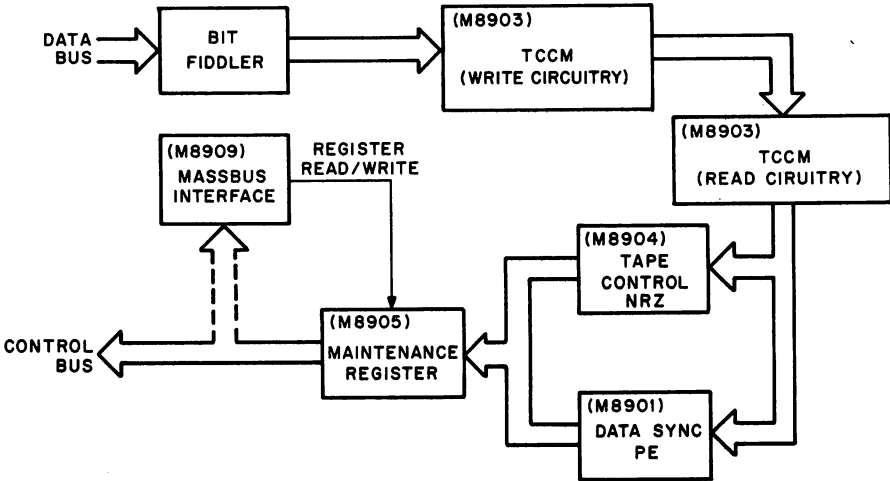 DATA
BUS
BIT
FIDDLER
(M8903)
TCCM
(WRITE CIRCUITRY)
(M8903)
TCCM
(READ CIRUITRY)
(M8909)
MASSBUS
INTERFACE
REGISTER
READ/WRITE
(M8904)
TAPE
CONTROL
NRZ
CONTROL
BUS
(M8905)
MAINTENANCE
REGISTER
(M8901)
DATA SYNC
PE